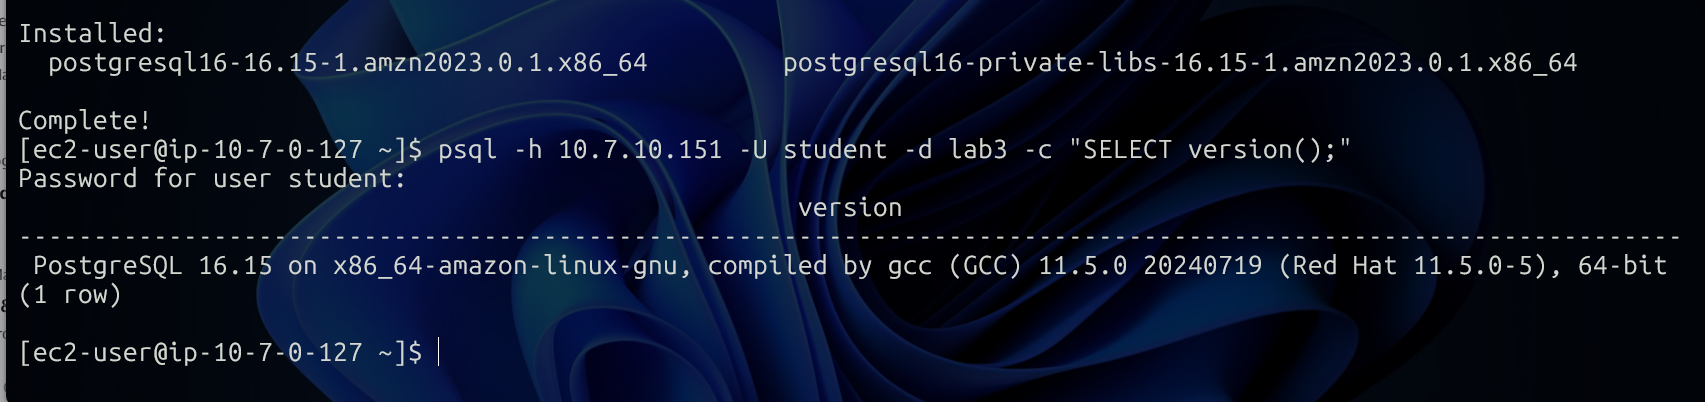 Installed:
  postgresql16-16.15-1.amzn2023.0.1.x86_64         postgresql16-private-libs-16.15-1.amzn2023.0.1.x86_64
Complete!
[ec2-user@ip-10-7-0-127 ~]$ psql -h 10.7.10.151 -U student -d lab3 -c "SELECT version();"
Password for user student:
version
---------------------------------------------------------------------------------------------------------------
 PostgreSQL 16.15 on x86_64-amazon-linux-gnu, compiled by gcc (GCC) 11.5.0 20240719 (Red Hat 11.5.0-5), 64-bit
(1 row)
[ec2-user@ip-10-7-0-127 ~]$